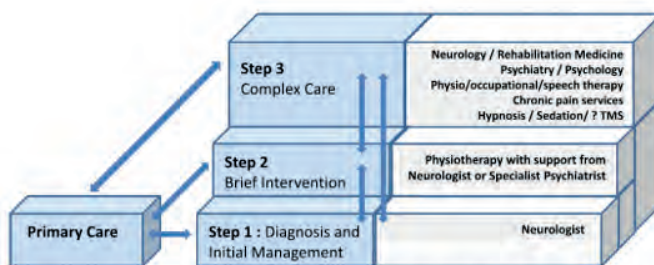 Step 3
Complex Care
Neurology / Rehabilitation Medicine
Psychiatry / Psychology
Physio/occupational/speech therapy
Chronic pain services
Hypnosis / Sedation/ ? TMS
Step 2
Brief Intervention
Physiotherapy with support from
Neurologist or Specialist Psychiatrist
Primary Care
Step 1 : Diagnosis and
Initial Management
Neurologist